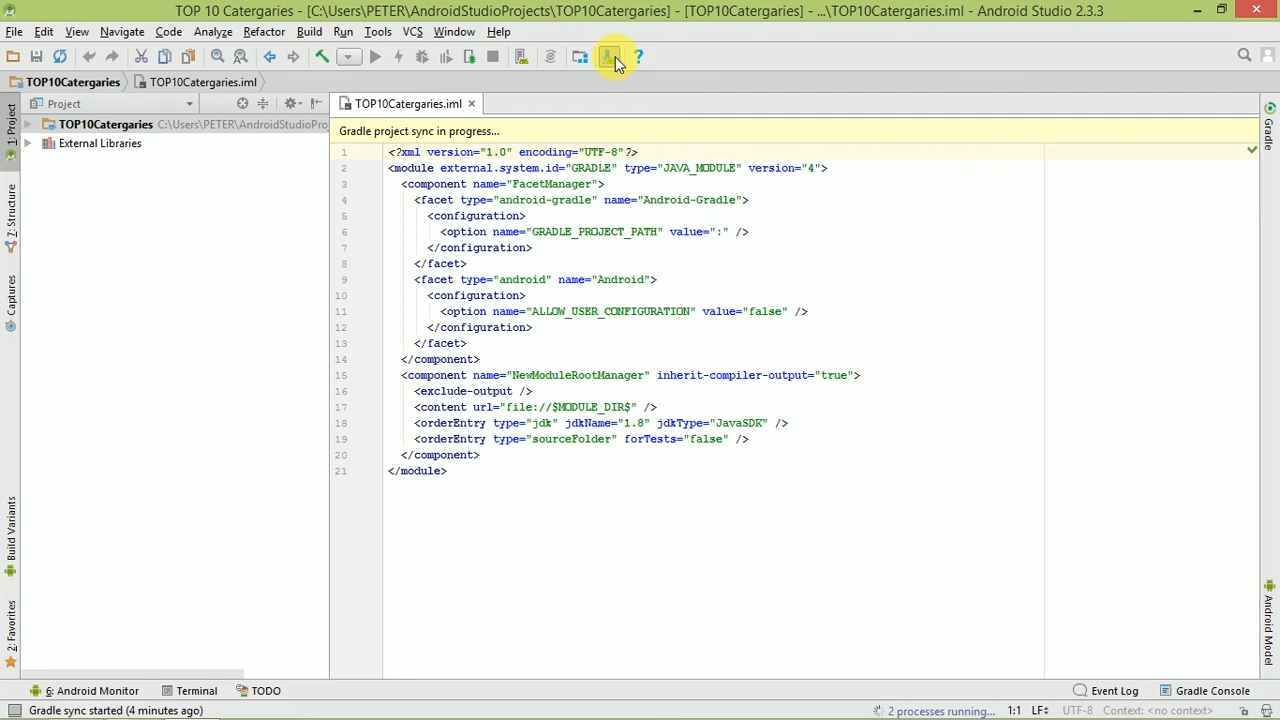 TOP 10 Catergaries - [C:\Users\PETER\AndroidStudioProjects\TOP10Catergaries] - [TOP10Catergaries] - ...\TOP10Catergaries.iml - Android Studio 2.3.3
File Edit View Navigate Code Analyze Refactor Build Run Tools VCS Window Help
TOP10Catergaries TOP10Catergaries.iml
Project
TOP10Catergaries C:\Users\PETER\AndroidStudioPro
External Libraries
TOP10Catergaries.iml
Gradle project sync in progress...
1 <?xml version="1.0" encoding="UTF-8"?>
2 <module external.system.id="GRADLE" type="JAVA_MODULE" version="4">
3 <component name="FacetManager">
4 <facet type="android-gradle" name="Android-Gradle">
5 <configuration>
6 <option name="GRADLE_PROJECT_PATH" value=":" />
7 </configuration>
8 </facet>
9 <facet type="android" name="Android">
10 <configuration>
11 <option name="ALLOW_USER_CONFIGURATION" value="false" />
12 </configuration>
13 </facet>
14 </component>
15 <component name="NewModuleRootManager" inherit-compiler-output="true">
16 <exclude-output />
17 <content url="file://$MODULE_DIR$" />
18 <orderEntry type="jdk" jdkName="1.8" jdkType="JavaSDK" />
19 <orderEntry type="sourceFolder" forTests="false" />
20 </component>
21 </module>
1: Project
Z: Structure
Captures
Build Variants
2: Favorites
Gradle
Android Model
6: Android Monitor Terminal TODO Event Log Gradle Console
Gradle sync started (4 minutes ago) 2 processes running... 1:1 LF÷ UTF-8 Context: <no context>